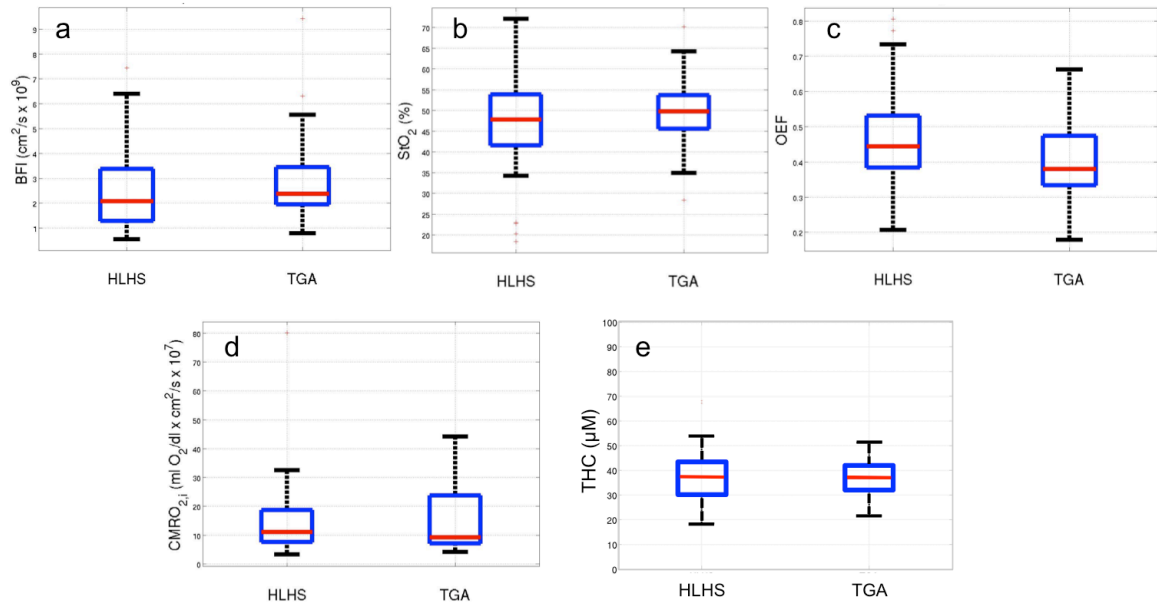 a
BFI (cm²/s x 10⁹)
9
8
7
6
5
4
3
2
1
HLHS
TGA
b
StO₂ (%)
70
65
60
55
50
45
40
35
30
25
20
HLHS
TGA
c
OEF
0.8
0.7
0.6
0.5
0.4
0.3
0.2
HLHS
TGA
d
CMRO₂,ᵢ (ml O₂/dl x cm²/s x 10⁷)
80
70
60
50
40
30
20
10
0
HLHS
TGA
e
THC (µM)
100
90
80
70
60
50
40
30
20
10
0
HLHS
TGA